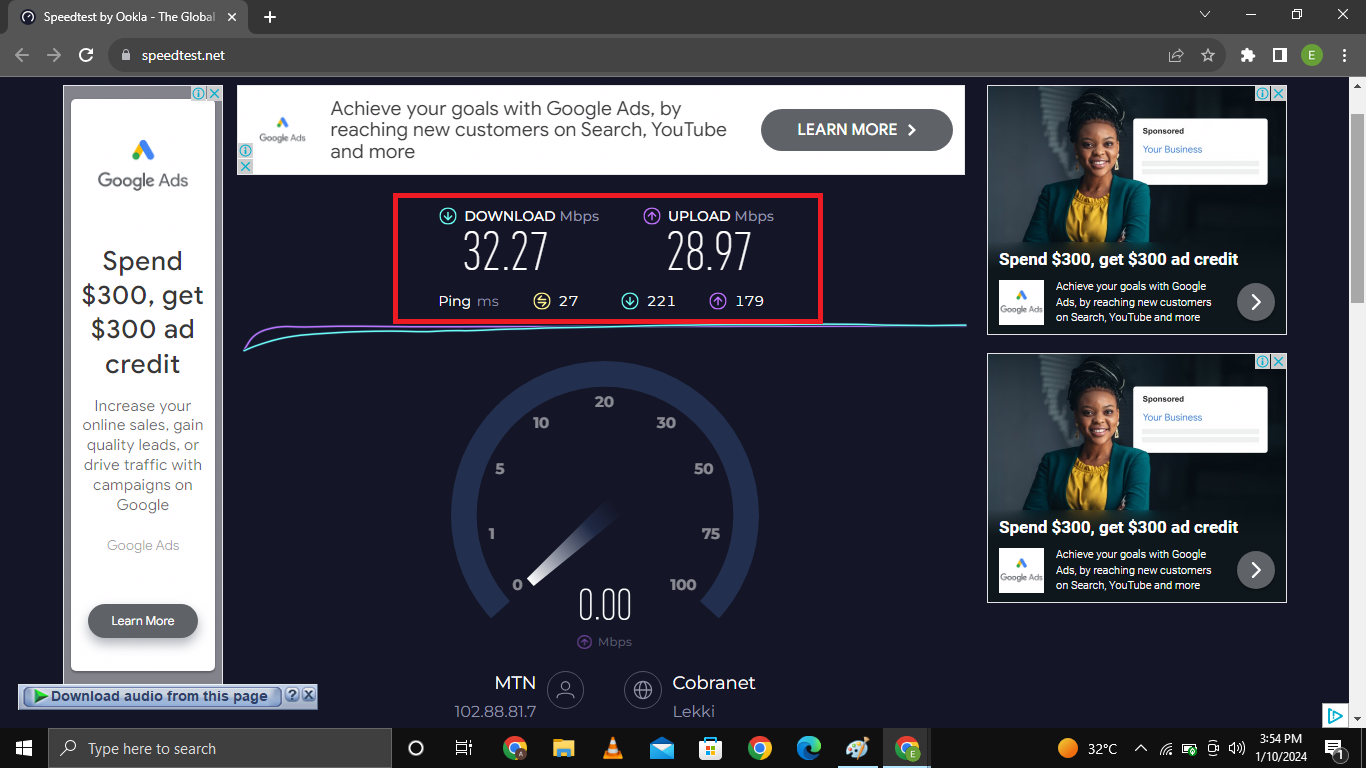 Speedtest by Ookla - The Global
speedtest.net
E
Google Ads
Spend
$300, get
$300 ad
credit
Increase your
online sales, gain
quality leads, or
drive traffic with
campaigns on
Google
Google Ads
Learn More
Google Ads
Achieve your goals with Google Ads, by
reaching new customers on Search, YouTube
and more
LEARN MORE
DOWNLOAD Mbps
32.27
UPLOAD Mbps
28.97
Ping ms 27 221 179
20
10
30
5
50
1
75
0
100
0.00
Mbps
MTN
102.88.81.7
Cobranet
Lekki
Sponsored
Your Business
Spend $300, get $300 ad credit
Google Ads
Achieve your goals with Google
Ads, by reaching new customers
on Search, YouTube and more
Sponsored
Your Business
Spend $300, get $300 ad credit
Google Ads
Achieve your goals with Google
Ads, by reaching new customers
on Search, YouTube and more
Download audio from this page ? x
Type here to search
A
E
32°C
3:54 PM
1/10/2024
1